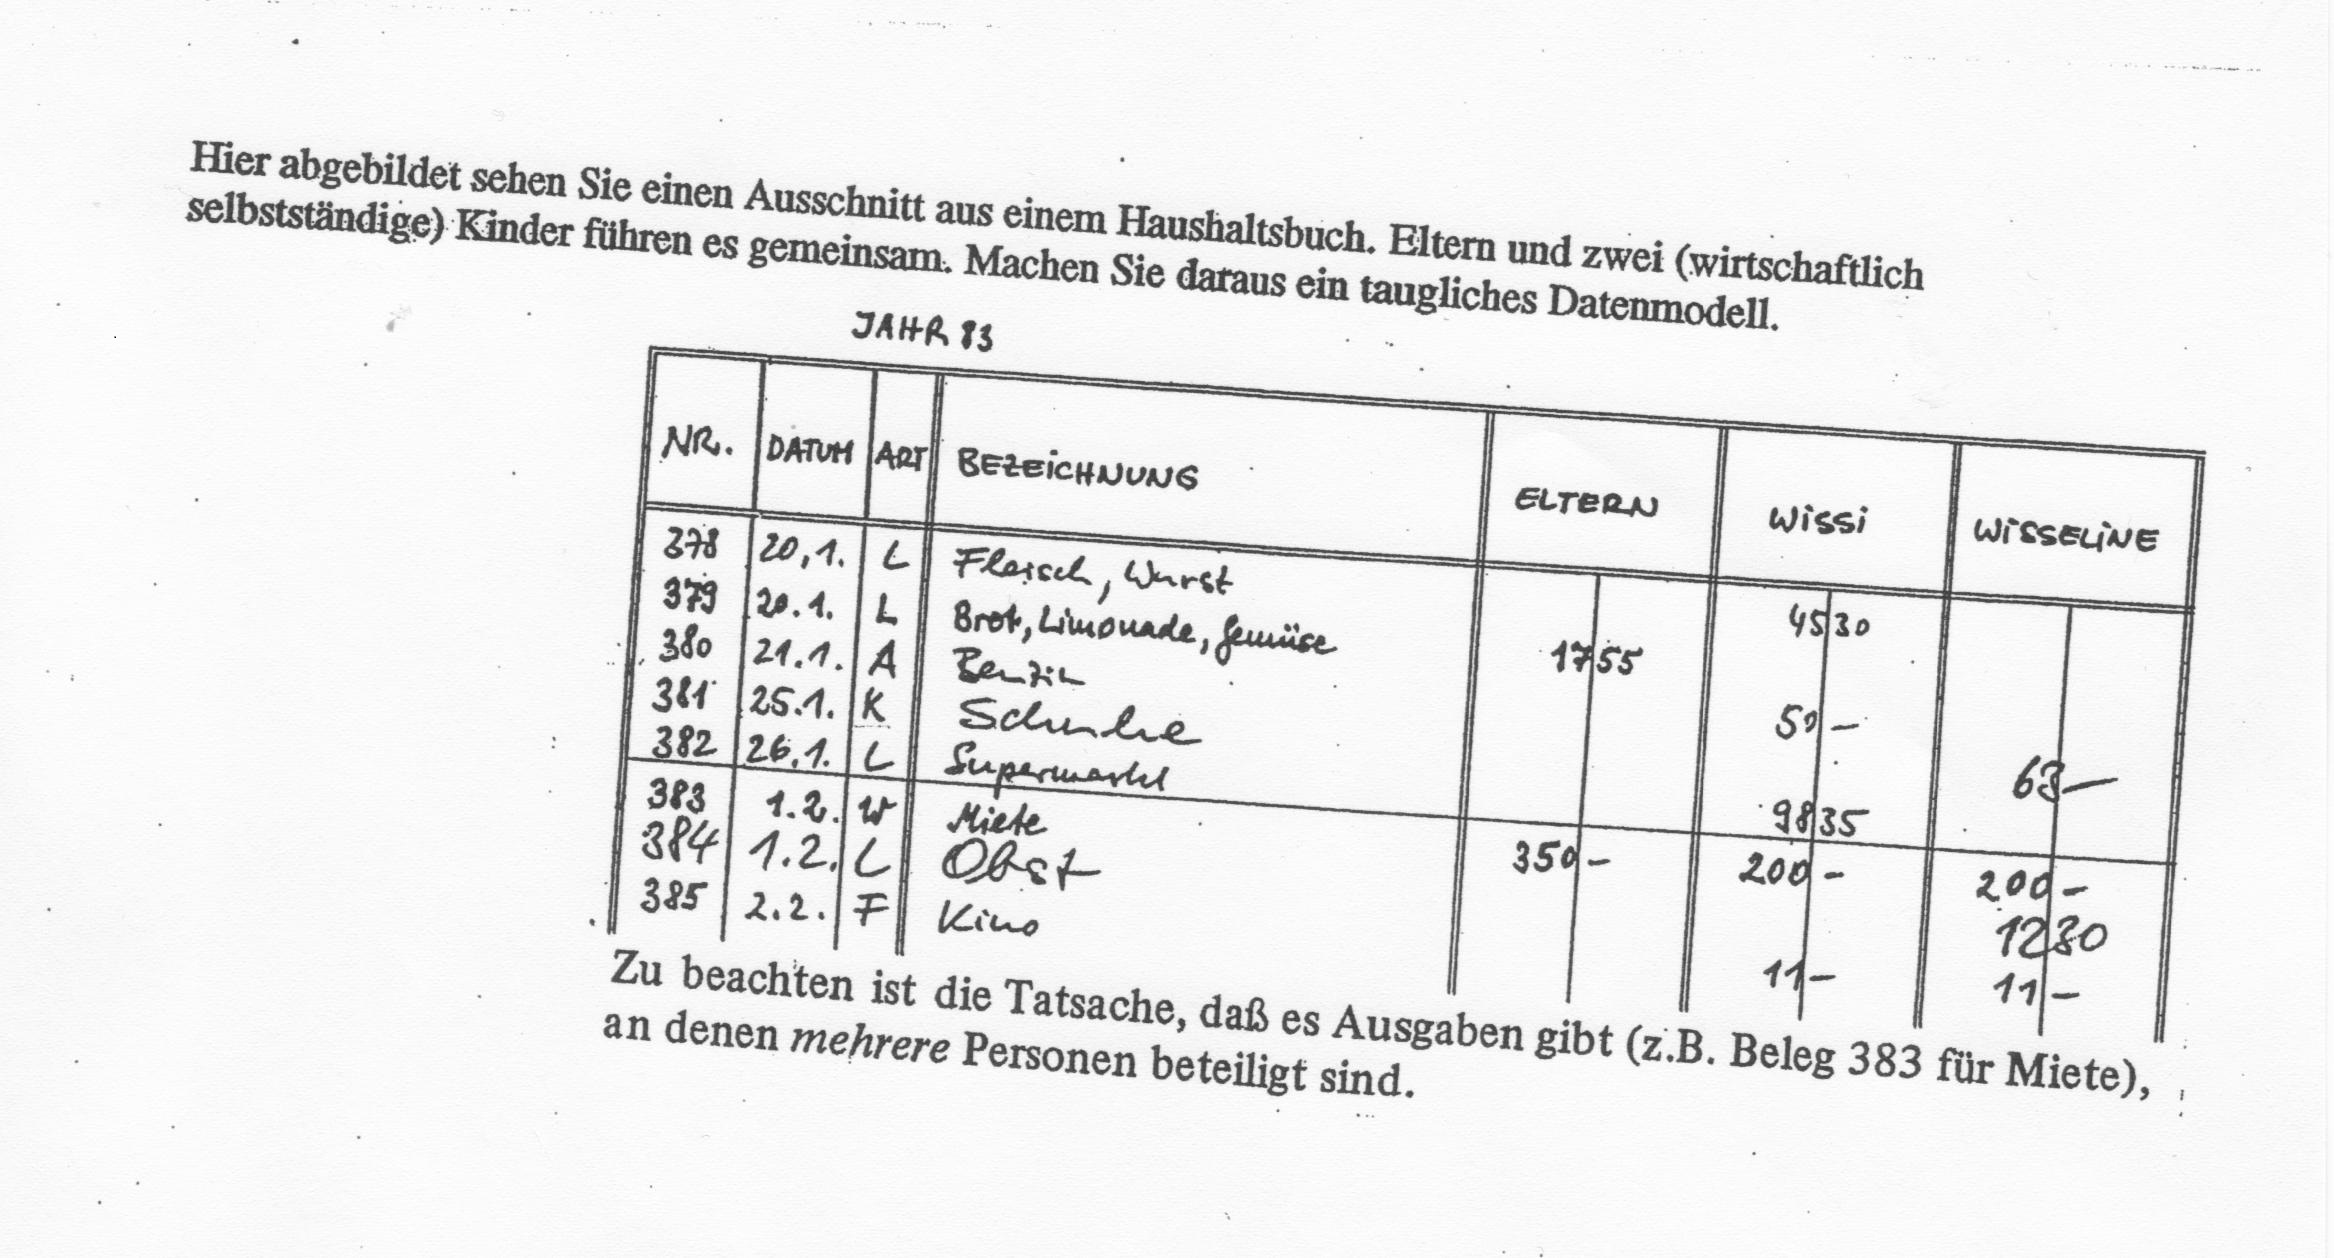 Hier abgebildet sehen Sie einen Ausschnitt aus einem Haushaltsbuch. Eltern und zwei (wirtschaftlich
selbstständige) Kinder führen es gemeinsam. Machen Sie daraus ein taugliches Datenmodell.
JAHR 83
NR. DATUM ART BEZEICHNUNG ELTERN WISSI WISSELINE
378 20,1. L Fleisch, Wurst 45 30
379 20.1. L Brot, Limonade, Gemüse 17 55
380 21.1. A Benzin 50 —
381 25.1. K Schuhe 63 —
382 26.1. L Supermarkt 98 35
383 1.2. W Miete 350 — 200 — 200 —
384 1.2. L Obst 12 30
385 2.2. F Kino 11 — 11 —
Zu beachten ist die Tatsache, daß es Ausgaben gibt (z.B. Beleg 383 für Miete),
an denen mehrere Personen beteiligt sind.